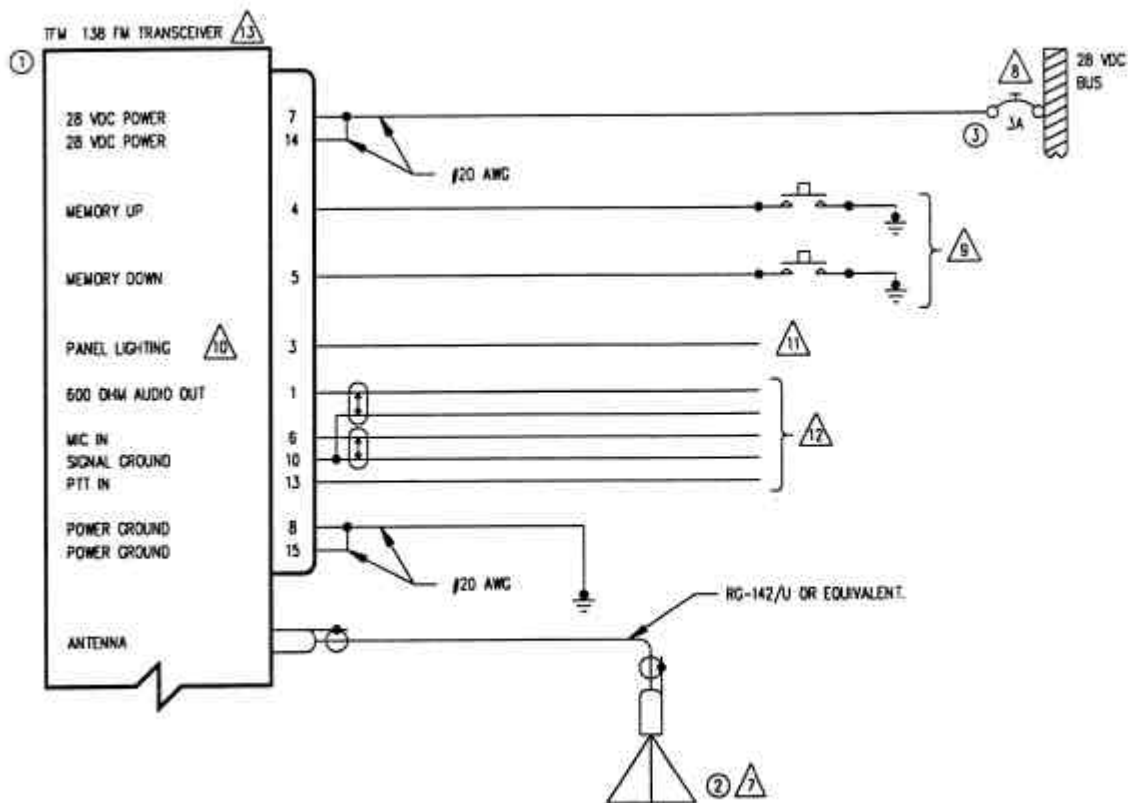 TFM 138 FM TRANSCEIVER 13
1
28 VDC POWER 7
28 VDC POWER 14
#20 AWG
8
28 VDC
BUS
3
3A
MEMORY UP 4
9
MEMORY DOWN 5
PANEL LIGHTING 10 3
11
600 OHM AUDIO OUT 1
MIC IN 6
12
SIGNAL GROUND 10
PTT IN 13
POWER GROUND 8
POWER GROUND 15
#20 AWG
RG-142/U OR EQUIVALENT.
ANTENNA
2 7